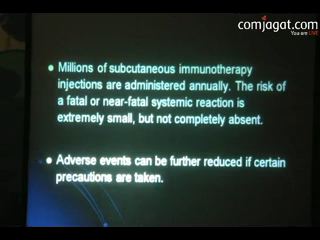 comjagat.com
You are LIVE
• Millions of subcutaneous immunotherapy
injections are administered annually. The risk of
a fatal or near-fatal systemic reaction is
extremely small, but not completely absent.
• Adverse events can be further reduced if certain
precautions are taken.